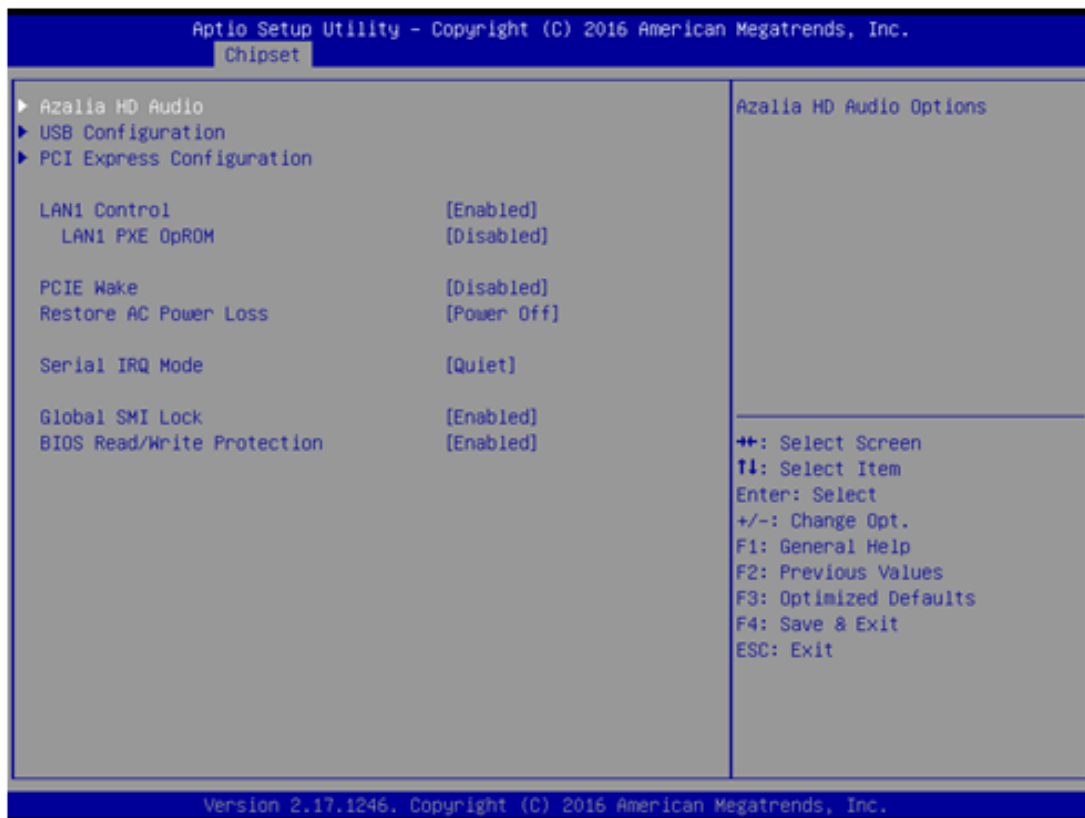 Aptio Setup Utility – Copyright (C) 2016 American Megatrends, Inc.
Chipset
▶ Azalia HD Audio
▶ USB Configuration
▶ PCI Express Configuration
LAN1 Control [Enabled]
LAN1 PXE OpROM [Disabled]
PCIE Wake [Disabled]
Restore AC Power Loss [Power Off]
Serial IRQ Mode [Quiet]
Global SMI Lock [Enabled]
BIOS Read/Write Protection [Enabled]
Azalia HD Audio Options
→←: Select Screen
↑↓: Select Item
Enter: Select
+/-: Change Opt.
F1: General Help
F2: Previous Values
F3: Optimized Defaults
F4: Save & Exit
ESC: Exit
Version 2.17.1246. Copyright (C) 2016 American Megatrends, Inc.